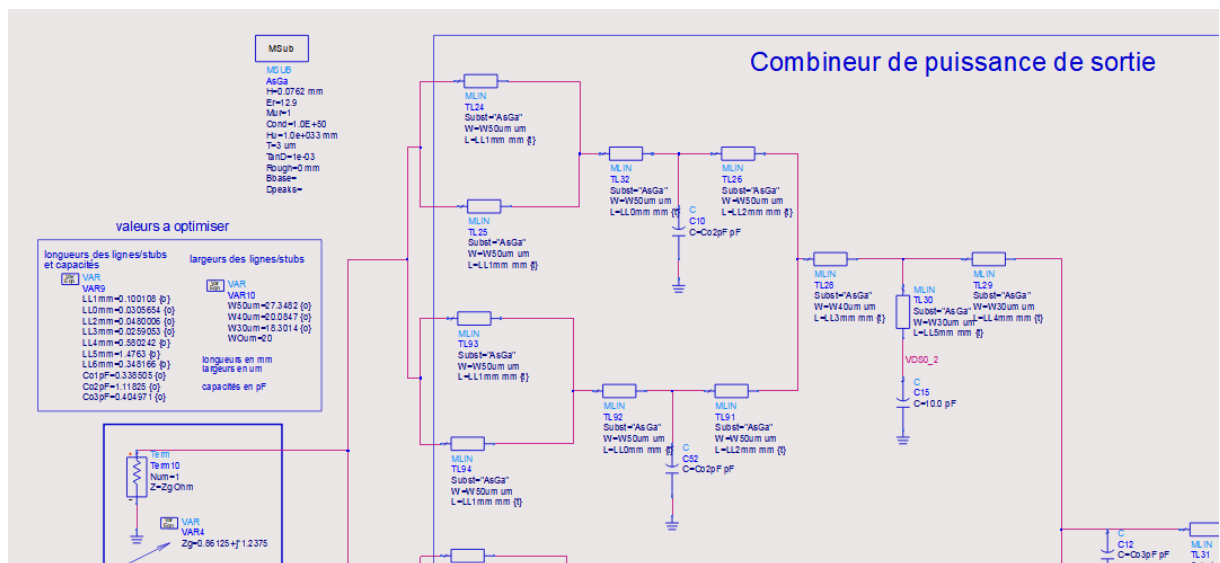 Combineur de puissance de sortie
MSub
MSUB
AsGa
H=0.0762 mm
Er=12.9
Mur=1
Cond=1.0E+50
Hu=1.0e+033 mm
T=3 um
TanD=1e-03
Rough=0 mm
Bbase=
Dpeaks=
valeurs a optimiser
longueurs des lignes/stubs
et capacités
Var
Eqn
VAR
VAR9
LL1mm=0.100108 {o}
LL0mm=0.0305654 {o}
LL2mm=0.0480006 {o}
LL3mm=0.0259053 {o}
LL4mm=0.580242 {o}
LL5mm=1.4763 {o}
LL6mm=0.348166 {o}
Co1pF=0.338505 {o}
Co2pF=1.11825 {o}
Co3pF=0.404971 {o}
largeurs des lignes/stubs
Var
Eqn
VAR
VAR10
W50um=27.3482 {o}
W40um=20.0847 {o}
W30um=18.3014 {o}
WOum=20
longueurs en mm
largeurs en um
capacités en pF
Term
Term10
Num=1
Z=Zg Ohm
Var
Eqn
VAR
VAR4
Zg=0.86125+j*1.2375
MLIN
TL24
Subst="AsGa"
W=W50um um
L=LL1mm mm {t}
MLIN
TL25
Subst="AsGa"
W=W50um um
L=LL1mm mm {t}
MLIN
TL32
Subst="AsGa"
W=W50um um
L=LL0mm mm {t}
C
C10
C=Co2pF pF
MLIN
TL26
Subst="AsGa"
W=W50um um
L=LL2mm mm {t}
MLIN
TL93
Subst="AsGa"
W=W50um um
L=LL1mm mm {t}
MLIN
TL94
Subst="AsGa"
W=W50um um
L=LL1mm mm {t}
MLIN
TL92
Subst="AsGa"
W=W50um um
L=LL0mm mm {t}
C
C52
C=Co2pF pF
MLIN
TL91
Subst="AsGa"
W=W50um um
L=LL2mm mm {t}
MLIN
TL28
Subst="AsGa"
W=W40um um
L=LL3mm mm {t}
MLIN
TL30
Subst="AsGa"
W=W30um um
L=LL5mm mm {t}
VDS0_2
C
C15
C=10.0 pF
MLIN
TL29
Subst="AsGa"
W=W30um um
L=LL4mm mm {t}
C
C12
C=Co3pF pF
MLIN
TL31